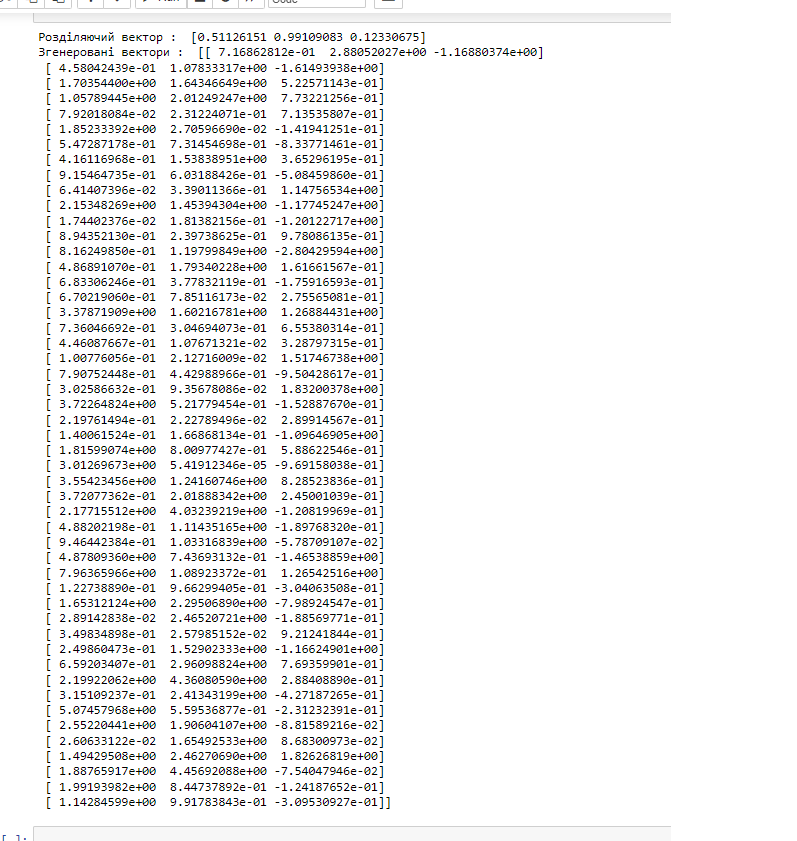 Розділяючий вектор :  [0.51126151 0.99109083 0.12330675]
Згенеровані вектори :  [[ 7.16862812e-01  2.88052027e+00 -1.16880374e+00]
[ 4.58042439e-01  1.07833317e+00 -1.61493938e+00]
[ 1.70354400e+00  1.64346649e+00  5.22571143e-01]
[ 1.05789445e+00  2.01249247e+00  7.73221256e-01]
[ 7.92018084e-02  2.31224071e-01  7.13535807e-01]
[ 1.85233392e+00  2.70596690e-02 -1.41941251e-01]
[ 5.47287178e-01  7.31454698e-01 -8.33771461e-01]
[ 4.16116968e-01  1.53838951e+00  3.65296195e-01]
[ 9.15464735e-01  6.03188426e-01 -5.08459860e-01]
[ 6.41407396e-02  3.39011366e-01  1.14756534e+00]
[ 2.15348269e+00  1.45394304e+00 -1.17745247e+00]
[ 1.74402376e-02  1.81382156e-01 -1.20122717e+00]
[ 8.94352130e-01  2.39738625e-01  9.78086135e-01]
[ 8.16249850e-01  1.19799849e+00 -2.80429594e+00]
[ 4.86891070e-01  1.79340228e+00  1.61661567e-01]
[ 6.83306246e-01  3.77832119e-01 -1.75916593e-01]
[ 6.70219060e-01  7.85116173e-02  2.75565081e-01]
[ 3.37871909e+00  1.60216781e+00  1.26884431e+00]
[ 7.36046692e-01  3.04694073e-01  6.55380314e-01]
[ 4.46087667e-01  1.07671321e-02  3.28797315e-01]
[ 1.00776056e-01  2.12716009e-02  1.51746738e+00]
[ 7.90752448e-01  4.42988966e-01 -9.50428617e-01]
[ 3.02586632e-01  9.35678086e-02  1.83200378e+00]
[ 3.72264824e+00  5.21779454e-01 -1.52887670e-01]
[ 2.19761494e-01  2.22789496e-02  2.89914567e-01]
[ 1.40061524e-01  1.66868134e-01 -1.09646905e+00]
[ 1.81599074e+00  8.00977427e-01  5.88622546e-01]
[ 3.01269673e+00  5.41912346e-05 -9.69158038e-01]
[ 3.55423456e+00  1.24160746e+00  8.28523836e-01]
[ 3.72077362e-01  2.01888342e+00  2.45001039e-01]
[ 2.17715512e-01  4.03239219e+00 -1.20819969e-01]
[ 4.88202198e-01  1.11435165e+00 -1.89768320e-01]
[ 9.46442384e-01  1.03316839e+00 -5.78709107e-02]
[ 4.87809360e+00  7.43693132e-01 -1.46538859e+00]
[ 7.96365966e+00  1.08923372e-01  1.26542516e+00]
[ 1.22738890e-01  9.66299405e-01 -3.04063508e-01]
[ 1.65312124e+00  2.29506890e+00 -7.98924547e-01]
[ 2.89142838e-02  2.46520721e+00 -1.88569771e-01]
[ 3.49834898e-01  2.57985152e-02  9.21241844e-01]
[ 2.49860473e-01  1.52902333e+00 -1.16624901e+00]
[ 6.59203407e-01  2.96098824e+00  7.69359901e-01]
[ 2.19922062e+00  4.36080590e+00  2.88408890e-01]
[ 3.15109237e-01  2.41343199e+00 -4.27187265e-01]
[ 5.07457968e+00  5.59536877e-01 -2.31232391e-01]
[ 2.55220441e+00  1.90604107e+00 -8.81589216e-02]
[ 2.60633122e-02  1.65492533e+00  8.68300973e-02]
[ 1.49429508e+00  2.46270690e+00  1.82626819e+00]
[ 1.88765917e+00  4.45692088e+00 -7.54047946e-02]
[ 1.99193982e+00  8.44737892e-01 -1.24187652e-01]
[ 1.14284599e+00  9.91783843e-01 -3.09530927e-01]]
[ ]: